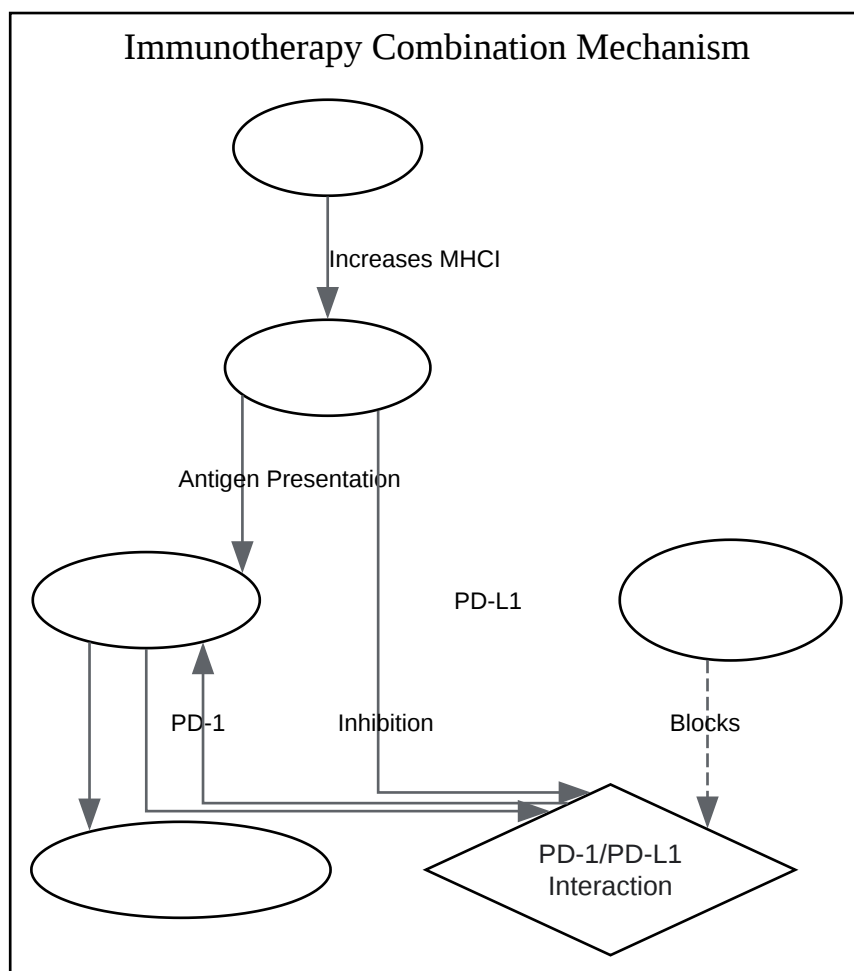 Immunotherapy Combination Mechanism
Increases MHCI
Antigen Presentation
PD-L1
PD-1
Inhibition
Blocks
PD-1/PD-L1
Interaction